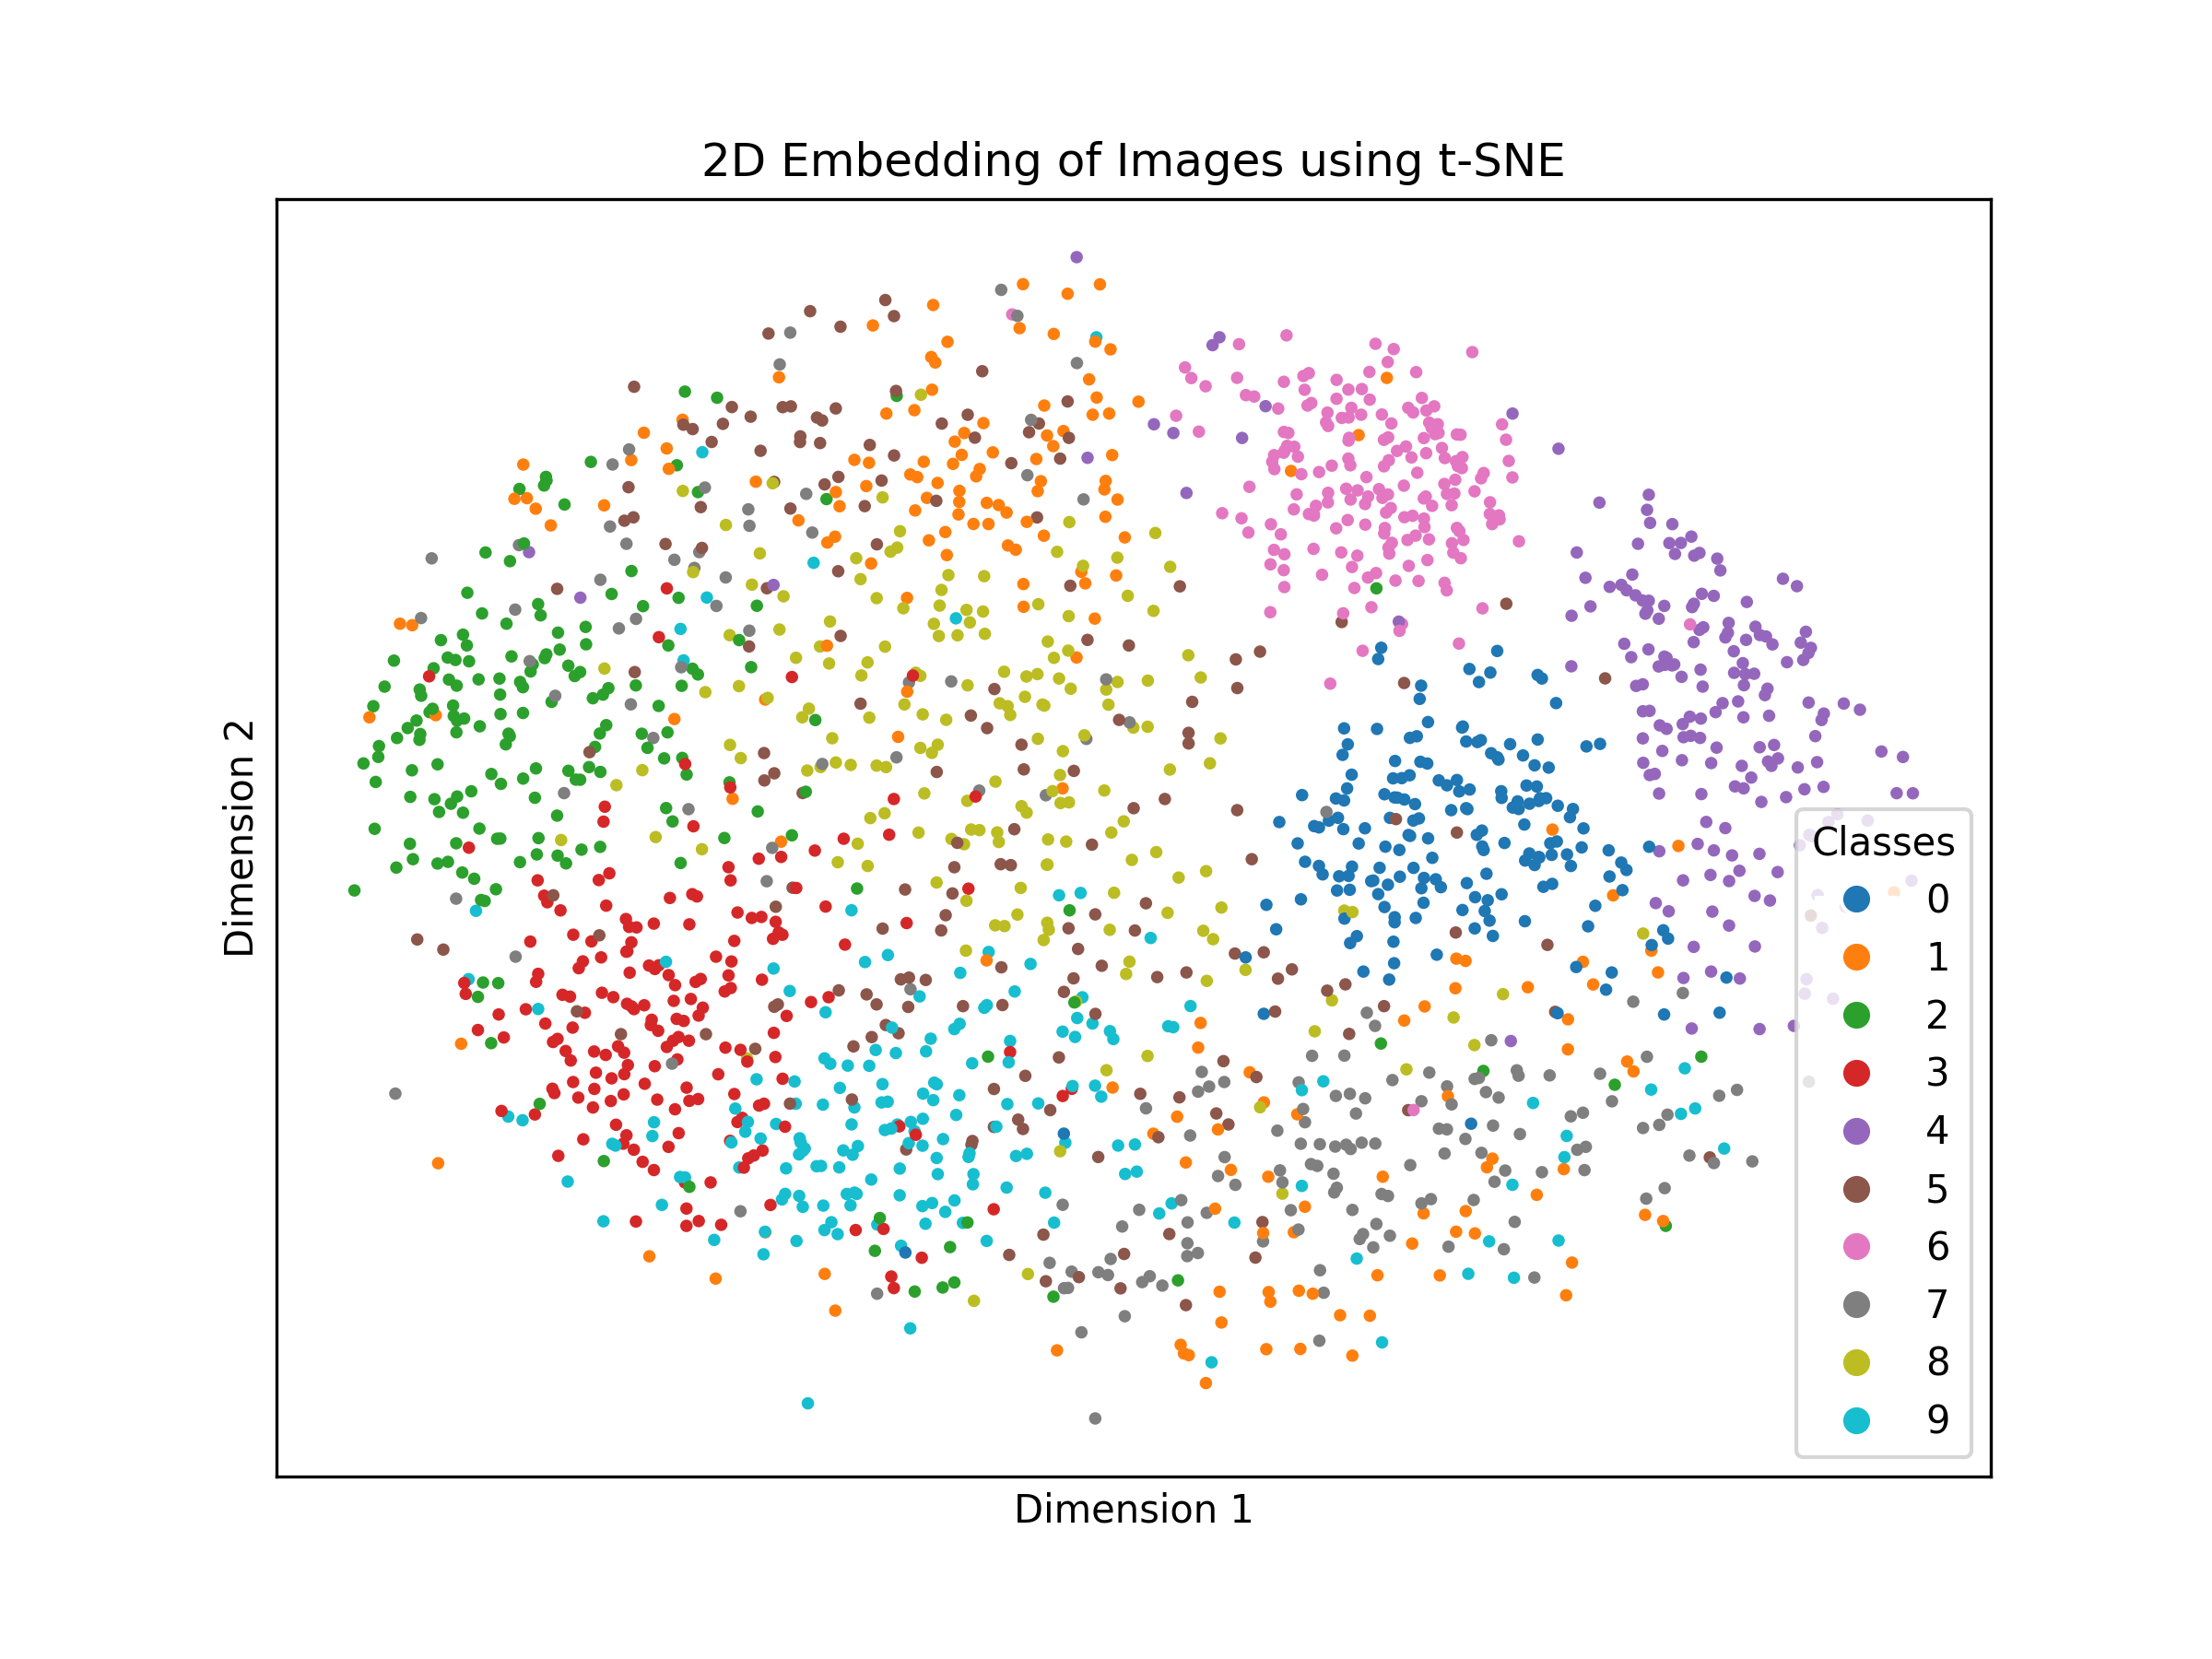 2D Embedding of Images using t-SNE
Dimension 2
Classes
0
1
2
3
4
5
6
7
8
9
Dimension 1